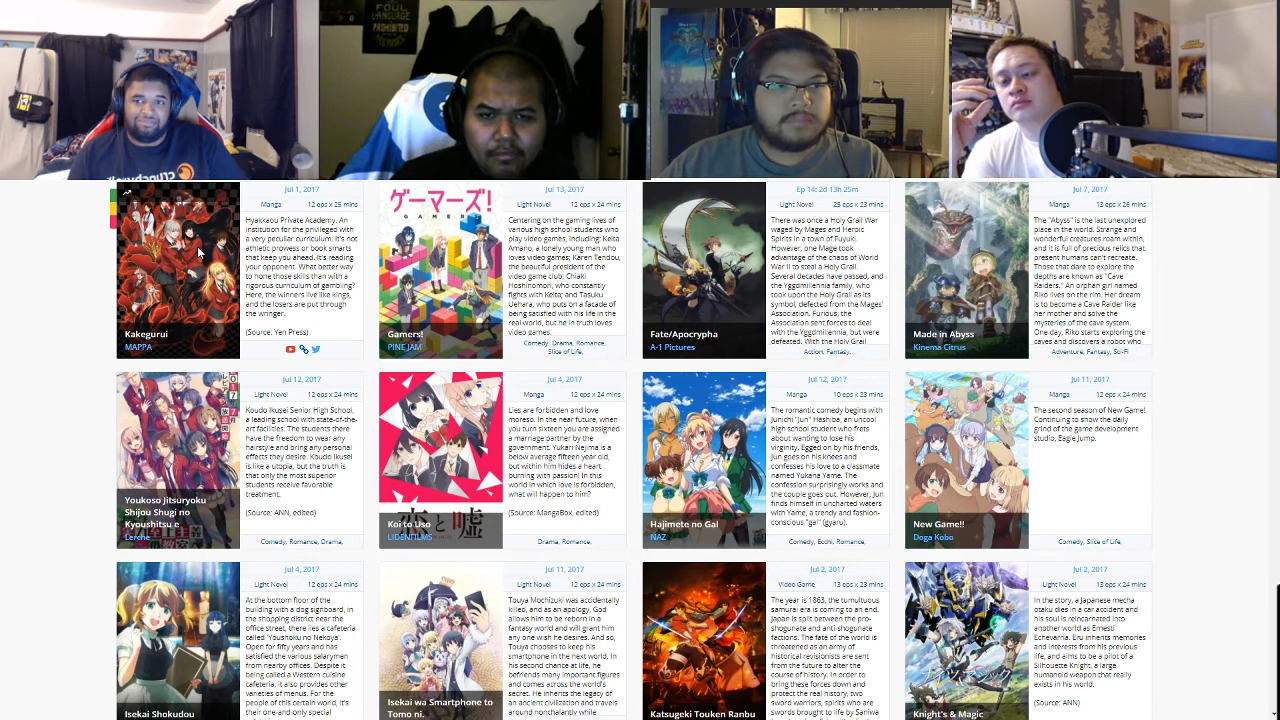 FOUL
LANGUAGE
PROHIBITED
Jul 1, 2017
Manga 12 eps x 25 mins
Hyakkaou Private Academy. An
institution for the privileged with
a very peculiar curriculum. It's not
athletic prowess or book smarts
that keep you ahead. It's reading
your opponent. What better way
to hone those skills than with a
rigorous curriculum of gambling?
Here, the winners live like kings,
and the losers are put through
the wringer.
(Source: Yen Press)
Kakegurui
MAPPA
ゲーマーズ!
GAMERS
Jul 13, 2017
Light Novel 12 eps x 24 mins
Centering on the gaming lives of
various high school students who
play video games, including: Keita
Amano, a lonely young man who
loves video games; Karen Tendou,
the beautiful president of the
video game club; Chiaki
Hoshinomori, who constantly
fights with Keita; and Tasuku
Uehara, who puts on a facade of
being satisfied with his life in the
real world, but he in truth loves
video games.
Comedy, Drama, Romance,
Slice of Life,
Gamers!
PINE JAM
Ep 14: 2d 13h 25m
Light Novel 25 eps x 23 mins
There was once a Holy Grail War
waged by Mages and Heroic
Spirits in a town of Fuyuki.
However, one Mage took
advantage of the chaos of World
War II to steal a Holy Grail.
Several decades have passed, and
the Yggdmillennia family, who
took upon the Holy Grail as its
symbol, defected from the Mages'
Association. Furious, the
Association sent forces to deal
with the Yggdmillennia, but were
defeated. With the Holy Grail
Action, Fantasy,
Fate/Apocrypha
A-1 Pictures
Jul 7, 2017
Manga 13 eps x 26 mins
The "Abyss" is the last unexplored
place in the world. Strange and
wonderful creatures roam within,
and it is full of precious relics that
present humans can't recreate.
Those that dare to explore the
depths are known as "Cave
Raiders." An orphan girl named
Riko lives on the rim. Her dream
is to become a Cave Raider like
her mother and solve the
mysteries of the cave system.
One day, Riko starts exploring the
caves and discovers a robot who
Adventure, Fantasy, Sci-Fi
Made in Abyss
Kinema Citrus
Jul 12, 2017
Light Novel 12 eps x 24 mins
Koudo Ikusei Senior High School,
a leading school with state-of-the-
art facilities. The students there
have the freedom to wear any
hairstyle and bring any personal
effects they desire. Koudo Ikusei
is like a utopia, but the truth is
that only the most superior
students receive favorable
treatment.
(Source: ANN, edited)
Comedy, Romance, Drama,
Youkoso Jitsuryoku
Shijou Shugi no
Kyoushitsu e
Lerche
Jul 4, 2017
Manga 12 eps x 24 mins
Lies are forbidden and love
moreso. In the near future, when
you turn sixteen you are assigned
a marriage partner by the
government. Yukari Nejima is a
below average fifteen year old,
but within him hides a heart
burning with passion! In this
world in which love is forbidden,
what will happen to him?
(Source: MangaBox, edited)
Drama, Romance,
恋と嘘
Koi to Uso
LIDENFILMS
Jul 12, 2017
Manga 10 eps x 23 mins
The romantic comedy begins with
Junichi "Jun" Hashiba, an uncool
high school student who frets
about wanting to lose his
virginity. Egged on by his friends,
Jun goes on his knees and
confesses his love to a classmate
named Yukana Yame. The
confession surprisingly works
and the couple goes out. However, Jun
finds himself in uncharted waters
with Yame, a trendy and fashion-
conscious "gal" (gyaru).
Comedy, Ecchi, Romance,
Hajimete no Gal
NAZ
Jul 11, 2017
Manga 12 eps x 24 mins
The second season of New Game!
Continuing to show the daily
grind of the game development
studio, Eagle Jump.
Comedy, Slice of Life,
New Game!!
Doga Kobo
Jul 4, 2017
Light Novel 12 eps x 24 mins
At the bottom floor of the
building with a dog signboard, in
the shopping district near the
office street, there lies a cafeteria
called 'Youshoku no Nekoya'.
Open for fifty years and has
satisfied the various salarymen
from nearby offices. Despite it
being called a Western cuisine
cafeteria, it also provides other
varieties of menus. For the
people of this world, it's
their one-and-only special
Isekai Shokudou
Jul 11, 2017
Light Novel 12 eps x 24 mins
Touya Mochizuki was accidentally
killed, and as an apology, God
allows him to be reborn in a
fantasy world and will grant him
any one wish he desires. And so,
Touya chooses to keep his
smartphone in the next world. In
his second chance at life, he
befriends many important figures
and comes across the world's
secret. He inherits the legacy of
an ancient civilization and travels
around nonchalantly while
Isekai wa Smartphone to
Tomo ni.
Jul 2, 2017
Video Game 13 eps x 23 mins
The year is 1863, the tumultuous
samurai era is coming to an end.
Japan is split between the pro-
shogunate and anti-shogunate
factions. The fate of the world is
threatened as an army of
historical revisionists are sent
from the future to alter the
course of history. In order to
bring these forces down and
protect the real history, two
sword warriors, spirits who are
swords brought to life by Saniwa
Katsugeki Touken Ranbu
Jul 2, 2017
Light Novel 13 eps x 24 mins
In the story, a Japanese mecha
otaku dies in a car accident and
his soul is reincarnated into
another world as Ernesti
Echevarria. Eru inherits memories
and interests from his previous
life, and aims to be a pilot of a
Silhouette Knight, a large
humanoid weapon that really
exists in his world.
(Source: ANN)
Knight's & Magic